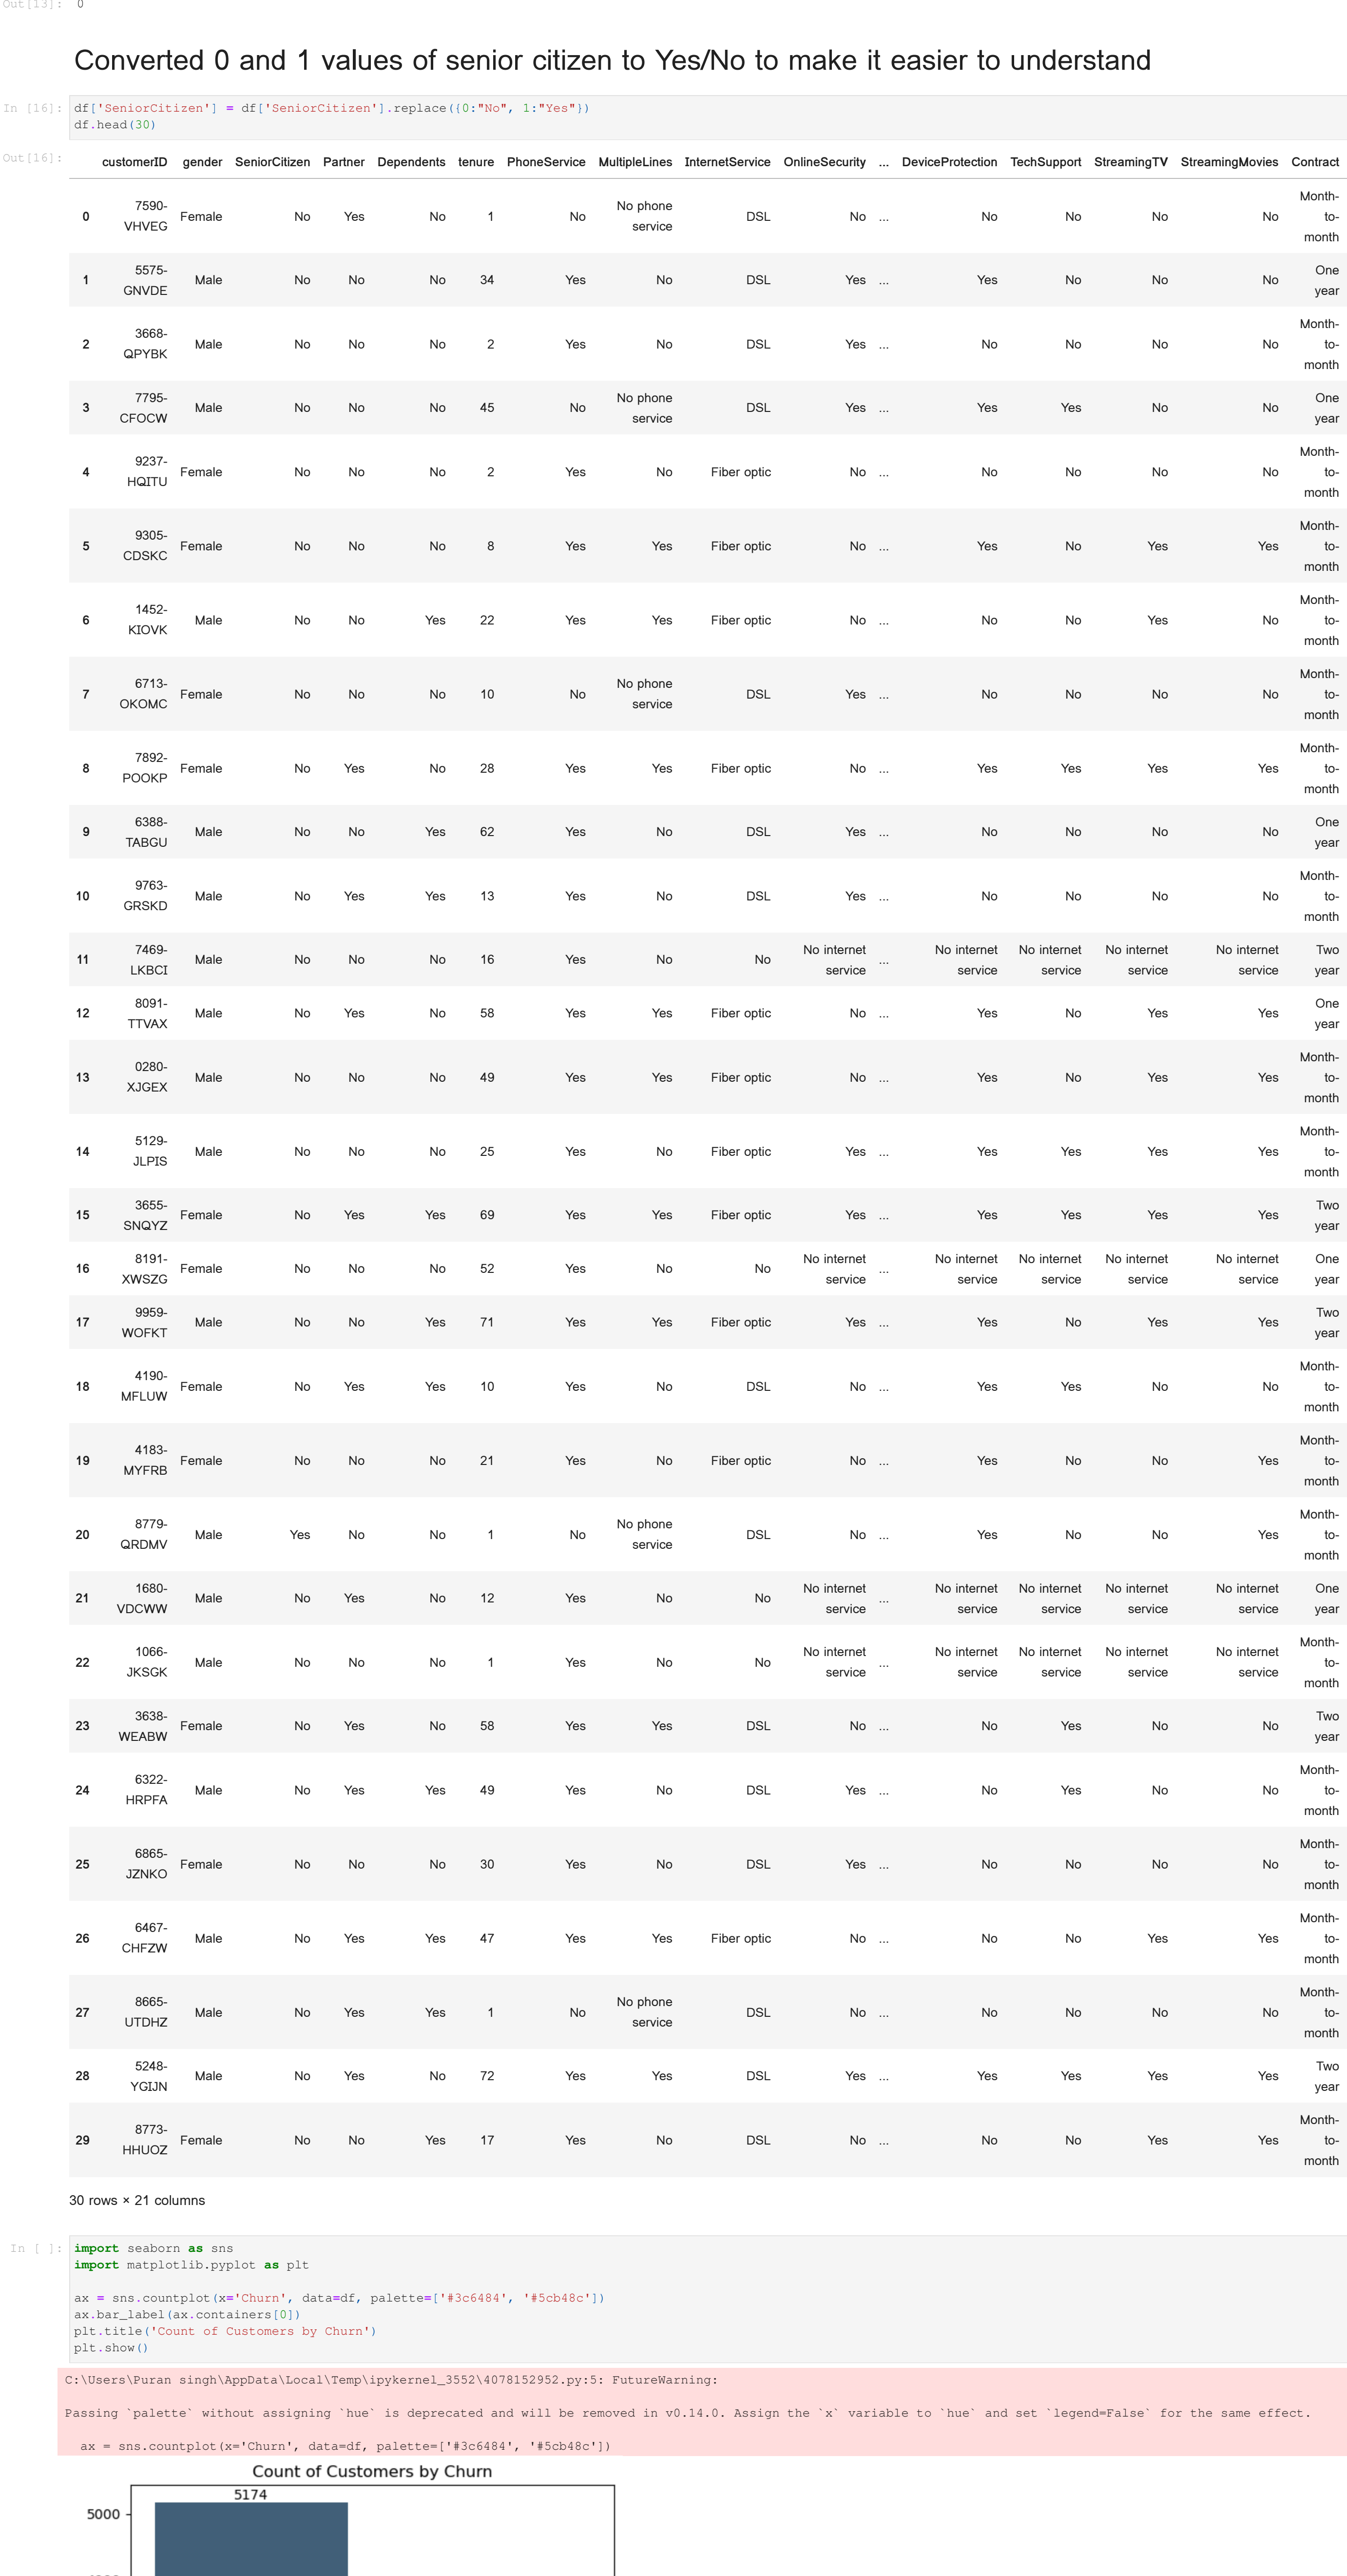 Out[13]: 0
Converted 0 and 1 values of senior citizen to Yes/No to make it easier to understand
In [16]: df['SeniorCitizen'] = df['SeniorCitizen'].replace({0:"No", 1:"Yes"})
df.head(30)
Out[16]: customerID gender SeniorCitizen Partner Dependents tenure PhoneService MultipleLines InternetService OnlineSecurity ... DeviceProtection TechSupport StreamingTV StreamingMovies Contract
0 7590-VHVEG Female No Yes No 1 No No phone service DSL No ... No No No No Month-to-month
1 5575-GNVDE Male No No No 34 Yes No DSL Yes ... Yes No No No One year
2 3668-QPYBK Male No No No 2 Yes No DSL Yes ... No No No No Month-to-month
3 7795-CFOCW Male No No No 45 No No phone service DSL Yes ... Yes Yes No No One year
4 9237-HQITU Female No No No 2 Yes No Fiber optic No ... No No No No Month-to-month
5 9305-CDSKC Female No No No 8 Yes Yes Fiber optic No ... Yes No Yes Yes Month-to-month
6 1452-KIOVK Male No No Yes 22 Yes Yes Fiber optic No ... No No Yes No Month-to-month
7 6713-OKOMC Female No No No 10 No No phone service DSL Yes ... No No No No Month-to-month
8 7892-POOKP Female No Yes No 28 Yes Yes Fiber optic No ... Yes Yes Yes Yes Month-to-month
9 6388-TABGU Male No No Yes 62 Yes No DSL Yes ... No No No No One year
10 9763-GRSKD Male No Yes Yes 13 Yes No DSL Yes ... No No No No Month-to-month
11 7469-LKBCI Male No No No 16 Yes No No No internet service ... No internet service No internet service No internet service No internet service Two year
12 8091-TTVAX Male No Yes No 58 Yes Yes Fiber optic No ... Yes No Yes Yes One year
13 0280-XJGEX Male No No No 49 Yes Yes Fiber optic No ... Yes No Yes Yes Month-to-month
14 5129-JLPIS Male No No No 25 Yes No Fiber optic Yes ... Yes Yes Yes Yes Month-to-month
15 3655-SNQYZ Female No Yes Yes 69 Yes Yes Fiber optic Yes ... Yes Yes Yes Yes Two year
16 8191-XWSZG Female No No No 52 Yes No No No internet service ... No internet service No internet service No internet service No internet service One year
17 9959-WOFKT Male No No Yes 71 Yes Yes Fiber optic Yes ... Yes No Yes Yes Two year
18 4190-MFLUW Female No Yes Yes 10 Yes No DSL No ... Yes Yes No No Month-to-month
19 4183-MYFRB Female No No No 21 Yes No Fiber optic No ... Yes No No Yes Month-to-month
20 8779-QRDMV Male Yes No No 1 No No phone service DSL No ... Yes No No Yes Month-to-month
21 1680-VDCWW Male No Yes No 12 Yes No No No internet service ... No internet service No internet service No internet service No internet service One year
22 1066-JKSGK Male No No No 1 Yes No No No internet service ... No internet service No internet service No internet service No internet service Month-to-month
23 3638-WEABW Female No Yes No 58 Yes Yes DSL No ... No Yes No No Two year
24 6322-HRPFA Male No Yes Yes 49 Yes No DSL Yes ... No Yes No No Month-to-month
25 6865-JZNKO Female No No No 30 Yes No DSL Yes ... No No No No Month-to-month
26 6467-CHFZW Male No Yes Yes 47 Yes Yes Fiber optic No ... No No Yes Yes Month-to-month
27 8665-UTDHZ Male No Yes Yes 1 No No phone service DSL No ... No No No No Month-to-month
28 5248-YGIJN Male No Yes No 72 Yes Yes DSL Yes ... Yes Yes Yes Yes Two year
29 8773-HHUOZ Female No No Yes 17 Yes No DSL No ... No No Yes Yes Month-to-month
30 rows × 21 columns
In [ ]: import seaborn as sns
import matplotlib.pyplot as plt
ax = sns.countplot(x='Churn', data=df, palette=['#3c6484', '#5cb48c'])
ax.bar_label(ax.containers[0])
plt.title('Count of Customers by Churn')
plt.show()
C:\Users\Puran singh\AppData\Local\Temp\ipykernel_3552\4078152952.py:5: FutureWarning:
Passing `palette` without assigning `hue` is deprecated and will be removed in v0.14.0. Assign the `x` variable to `hue` and set `legend=False` for the same effect.
ax = sns.countplot(x='Churn', data=df, palette=['#3c6484', '#5cb48c'])
Count of Customers by Churn
5174
5000